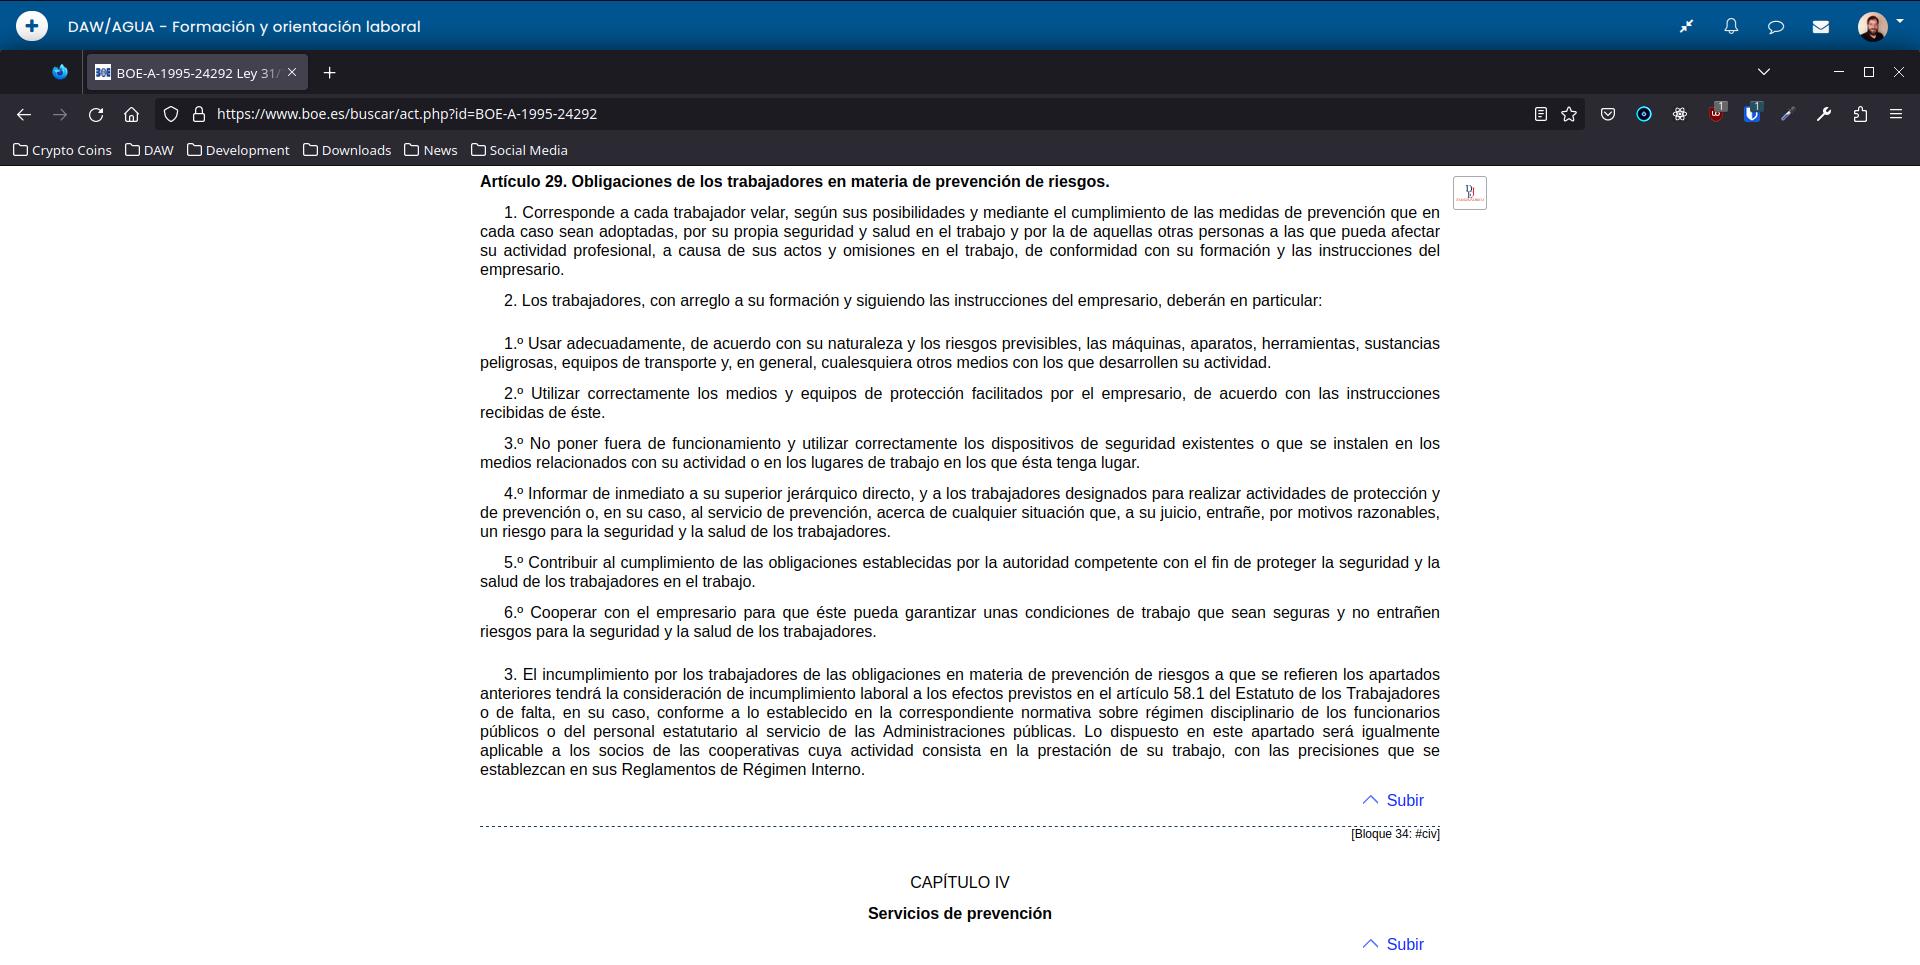 DAW/AGUA - Formación y orientación laboral
BOE-A-1995-24292 Ley 31/
https://www.boe.es/buscar/act.php?id=BOE-A-1995-24292
1
1
Crypto Coins DAW Development Downloads News Social Media
Artículo 29. Obligaciones de los trabajadores en materia de prevención de riesgos.
1. Corresponde a cada trabajador velar, según sus posibilidades y mediante el cumplimiento de las medidas de prevención que en
cada caso sean adoptadas, por su propia seguridad y salud en el trabajo y por la de aquellas otras personas a las que pueda afectar
su actividad profesional, a causa de sus actos y omisiones en el trabajo, de conformidad con su formación y las instrucciones del
empresario.
2. Los trabajadores, con arreglo a su formación y siguiendo las instrucciones del empresario, deberán en particular:
1.º Usar adecuadamente, de acuerdo con su naturaleza y los riesgos previsibles, las máquinas, aparatos, herramientas, sustancias
peligrosas, equipos de transporte y, en general, cualesquiera otros medios con los que desarrollen su actividad.
2.º Utilizar correctamente los medios y equipos de protección facilitados por el empresario, de acuerdo con las instrucciones
recibidas de éste.
3.º No poner fuera de funcionamiento y utilizar correctamente los dispositivos de seguridad existentes o que se instalen en los
medios relacionados con su actividad o en los lugares de trabajo en los que ésta tenga lugar.
4.º Informar de inmediato a su superior jerárquico directo, y a los trabajadores designados para realizar actividades de protección y
de prevención o, en su caso, al servicio de prevención, acerca de cualquier situación que, a su juicio, entrañe, por motivos razonables,
un riesgo para la seguridad y la salud de los trabajadores.
5.º Contribuir al cumplimiento de las obligaciones establecidas por la autoridad competente con el fin de proteger la seguridad y la
salud de los trabajadores en el trabajo.
6.º Cooperar con el empresario para que éste pueda garantizar unas condiciones de trabajo que sean seguras y no entrañen
riesgos para la seguridad y la salud de los trabajadores.
3. El incumplimiento por los trabajadores de las obligaciones en materia de prevención de riesgos a que se refieren los apartados
anteriores tendrá la consideración de incumplimiento laboral a los efectos previstos en el artículo 58.1 del Estatuto de los Trabajadores
o de falta, en su caso, conforme a lo establecido en la correspondiente normativa sobre régimen disciplinario de los funcionarios
públicos o del personal estatutario al servicio de las Administraciones públicas. Lo dispuesto en este apartado será igualmente
aplicable a los socios de las cooperativas cuya actividad consista en la prestación de su trabajo, con las precisiones que se
establezcan en sus Reglamentos de Régimen Interno.
Subir
[Bloque 34: #civ]
CAPÍTULO IV
Servicios de prevención
Subir